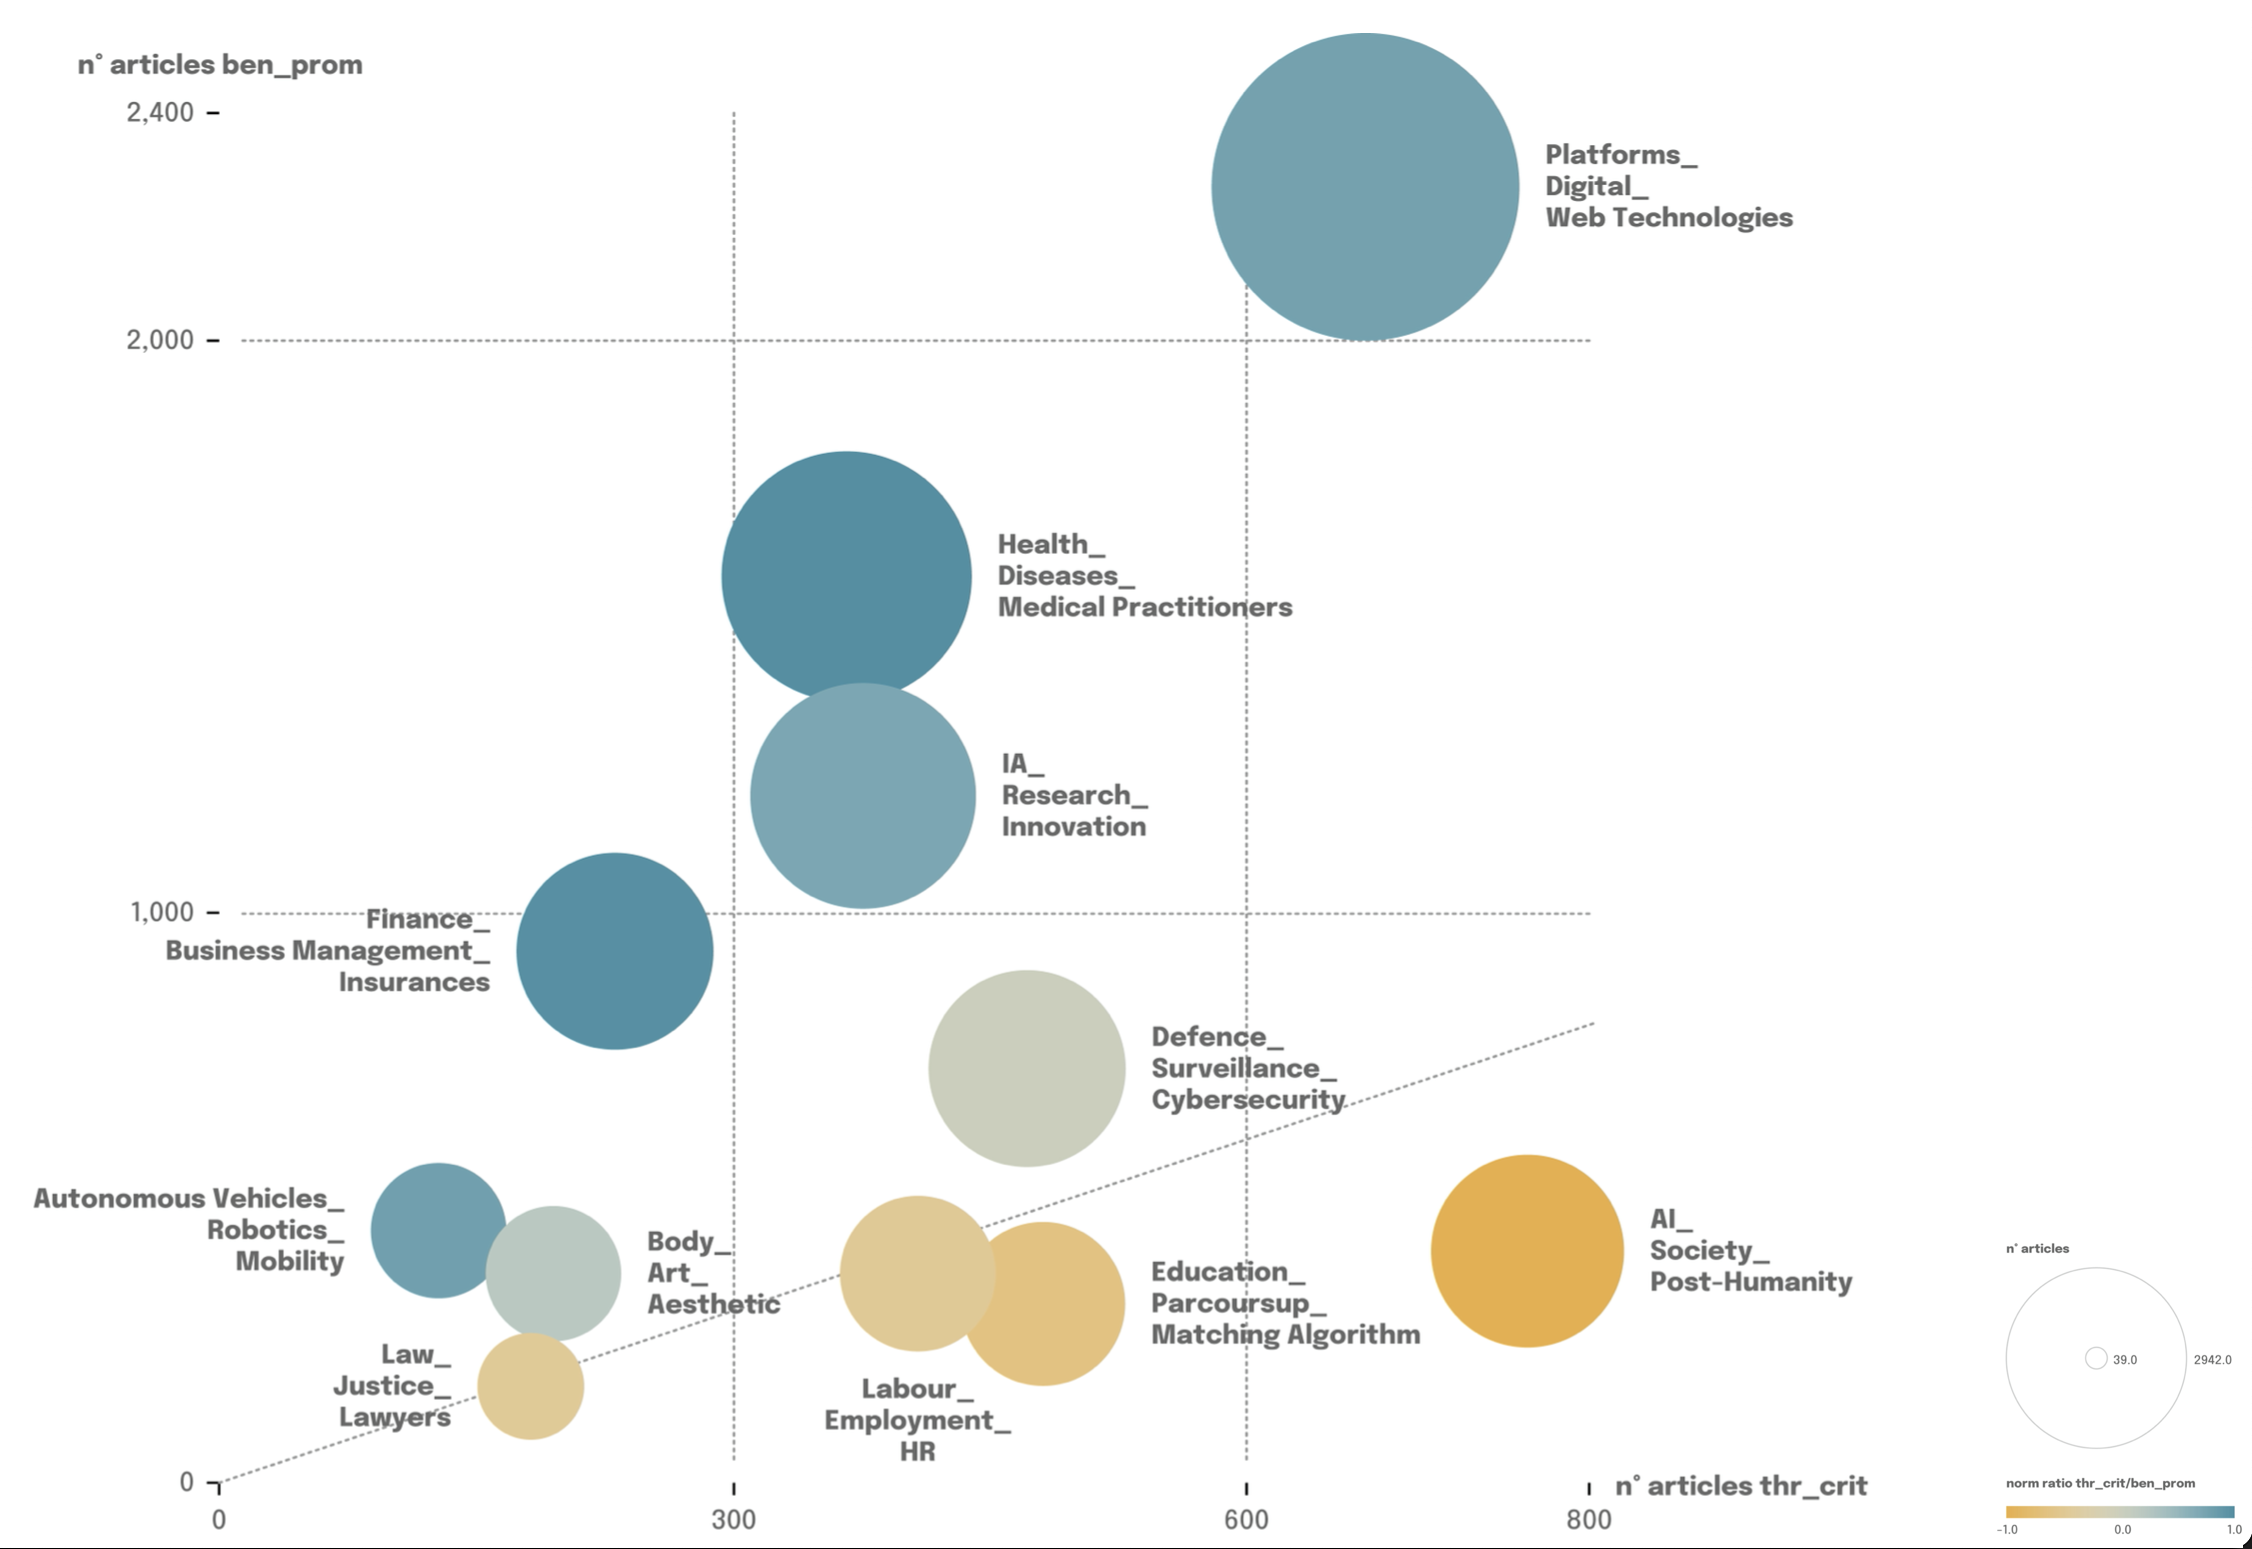 n° articles ben_prom
2,400
Platforms_
Digital_
Web Technologies
2,000
Health_
Diseases_
Medical Practitioners
IA_
Research_
Innovation
1,000
Finance_
Business Management_
Insurances
Defence_
Surveillance_
Cybersecurity
Autonomous Vehicles_
Robotics_
Mobility
Body_
Art_
Aesthetic
AI_
Society_
Post-Humanity
Education_
Parcoursup_
Matching Algorithm
Law_
Justice_
Lawyers
Labour_
Employment_
HR
0
n° articles thr_crit
0
300
600
800
n° articles
39.0
2942.0
norm ratio thr_crit/ben_prom
-1.0
0.0
1.0